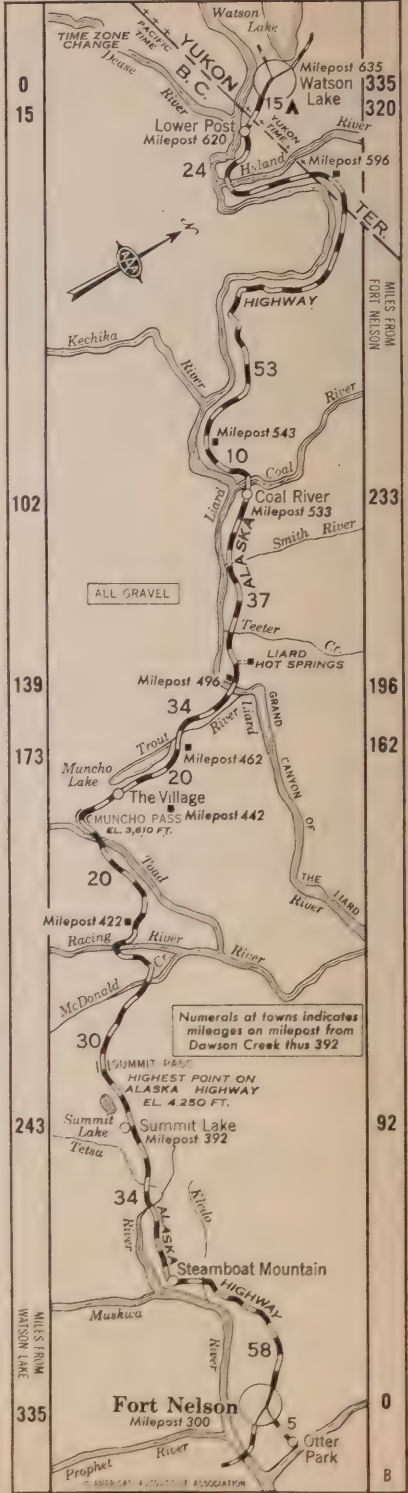 Watson
Lake
TIME ZONE
CHANGE
PACIFIC
TIME
YUKON
B.C.
Dease
River
Milepost 635
Watson
Lake
0
15
335
320
15
Lower Post
Milepost 620
YUKON
TIME
River
Hyland
Milepost 596
24
TER.
AAA
N
HIGHWAY
MILES FROM
FORT NELSON
Kechika
River
53
Milepost 543
River
10
Coal
Liard
102
Coal River
Milepost 533
233
Smith River
ALASKA
ALL GRAVEL
37
Teeter
Cr.
LIARD
HOT SPRINGS
139
Milepost 496
196
34
River
Liard
GRAND
CANYON
OF
THE LIARD
River
173
Trout
162
Milepost 462
Muncho
Lake
20
The Village
MUNCHO PASS
Milepost 442
EL. 3,610 FT.
Toad
River
20
Milepost 422
Racing
River
McDonald
Cr.
Numerals at towns indicates
mileages on milepost from
Dawson Creek thus 392
30
SUMMIT PASS
HIGHEST POINT ON
ALASKA HIGHWAY
EL. 4,250 FT.
243
Summit
Lake
Summit Lake
Milepost 392
92
Tetsa
River
34
ALASKA
Kledo
Steamboat Mountain
HIGHWAY
Muskwa
River
58
MILES FROM
WATSON LAKE
335
Fort Nelson
Milepost 300
0
5
Otter
Park
Prophet
River
© AMERICAN AUTOMOBILE ASSOCIATION
B